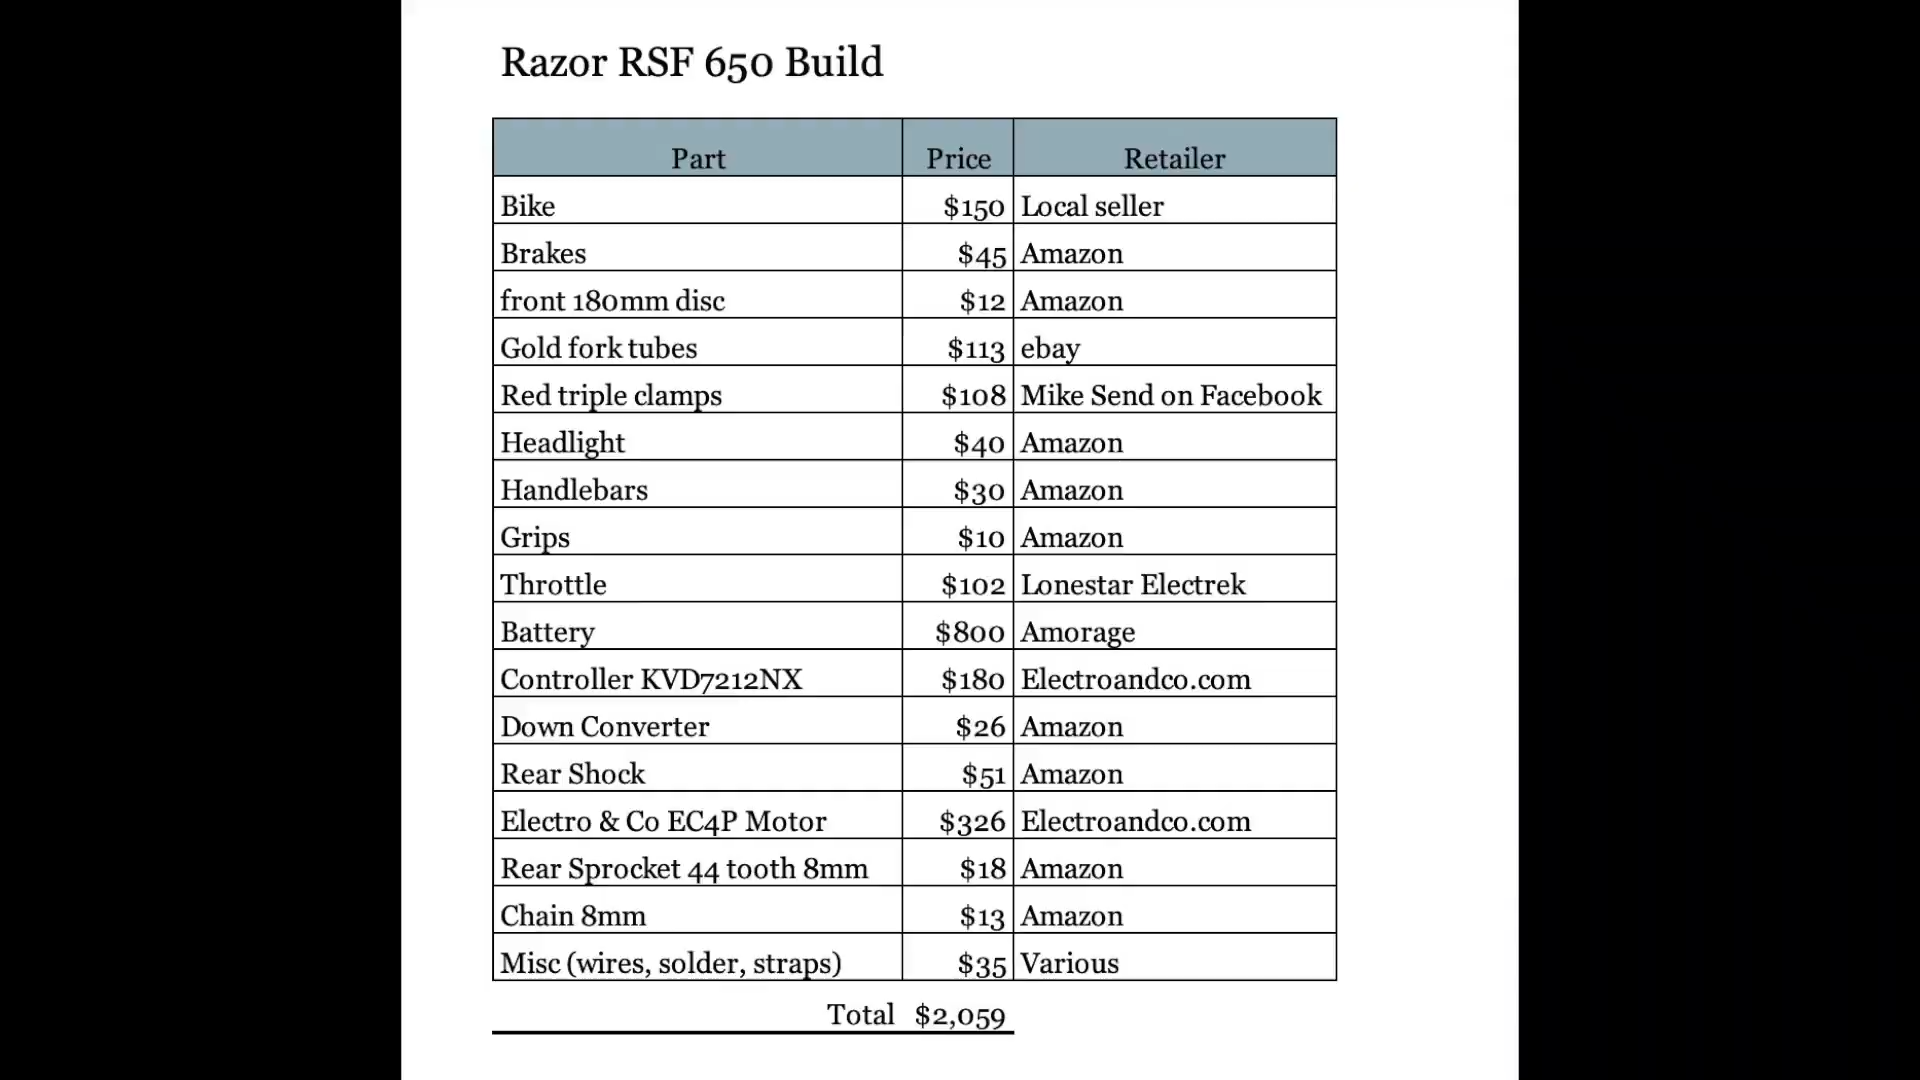 Razor RSF 650 Build
Part Price Retailer
Bike $150 Local seller
Brakes $45 Amazon
front 180mm disc $12 Amazon
Gold fork tubes $113 ebay
Red triple clamps $108 Mike Send on Facebook
Headlight $40 Amazon
Handlebars $30 Amazon
Grips $10 Amazon
Throttle $102 Lonestar Electrek
Battery $800 Amorage
Controller KVD7212NX $180 Electroandco.com
Down Converter $26 Amazon
Rear Shock $51 Amazon
Electro & Co EC4P Motor $326 Electroandco.com
Rear Sprocket 44 tooth 8mm $18 Amazon
Chain 8mm $13 Amazon
Misc (wires, solder, straps) $35 Various
Total $2,059